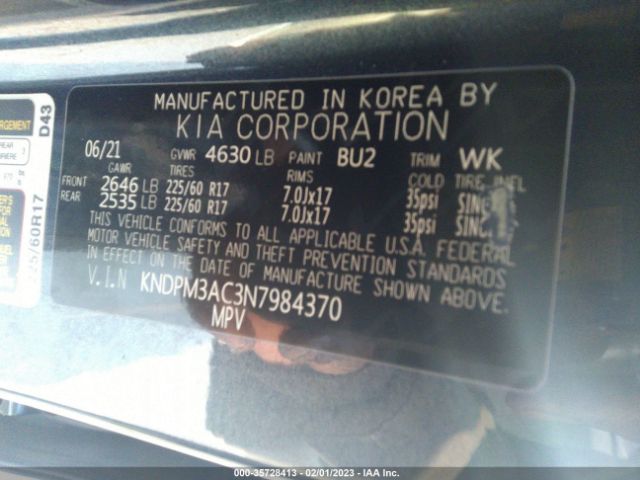 MANUFACTURED IN KOREA BY
KIA CORPORATION
06/21 GVWR 4630 LB PAINT BU2 TRIM WK
GAWR TIRES RIMS COLD TIRE INFL
FRONT 2646 LB 225/60 R17 7.0Jx17 35psi
REAR 2535 LB 225/60 R17 7.0Jx17 35psi
THIS VEHICLE CONFORMS TO ALL APPLICABLE U.S.A. FEDERAL
MOTOR VEHICLE SAFETY AND THEFT PREVENTION STANDARDS
IN EFFECT ON THE DATE OF MANUFACTURE SHOWN ABOVE.
V.I.N KNDPM3AC3N7984370
MPV
D43
225/60R17
000-35728413 - 02/01/2023 - IAA Inc.